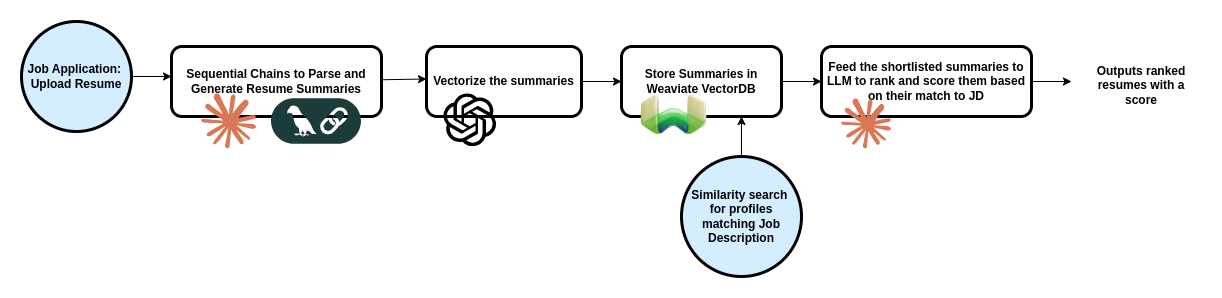 Job Application:
Upload Resume
Sequential Chains to Parse and
Generate Resume Summaries
Vectorize the summaries
Store Summaries in
Weaviate VectorDB
Feed the shortlisted summaries to
LLM to rank and score them based
on their match to JD
Outputs ranked
resumes with a
score
Similarity search
for profiles
matching Job
Description